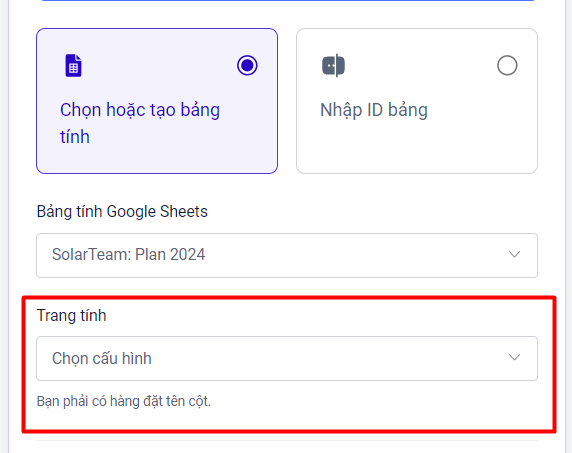 Chọn hoặc tạo bảng
tính
Nhập ID bảng
Bảng tính Google Sheets
SolarTeam: Plan 2024
Trang tính
Chọn cấu hình
Bạn phải có hàng đặt tên cột.